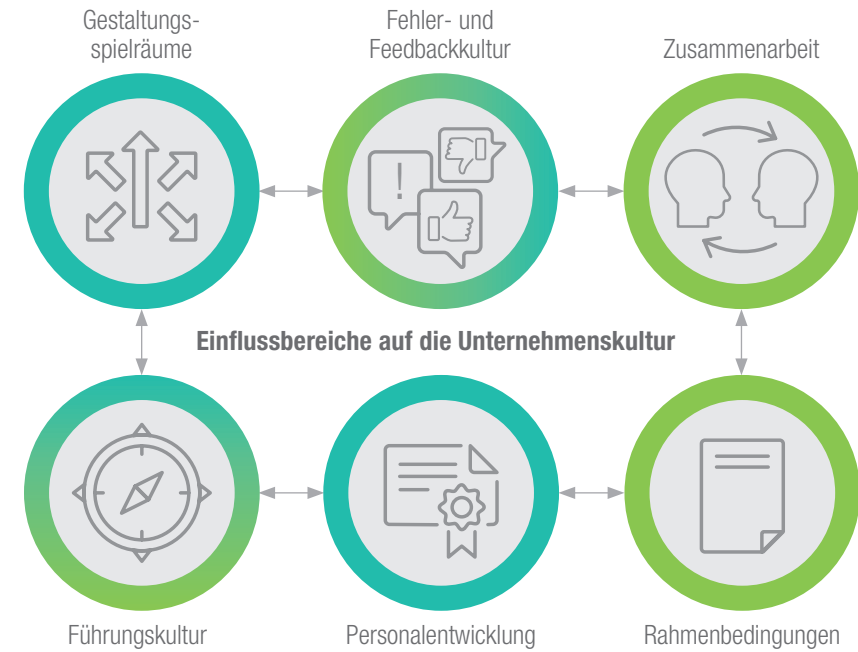 Gestaltungs-
spielräume
Fehler- und
Feedbackkultur
Zusammenarbeit
!
Einflussbereiche auf die Unternehmenskultur
Führungskultur
Personalentwicklung
Rahmenbedingungen